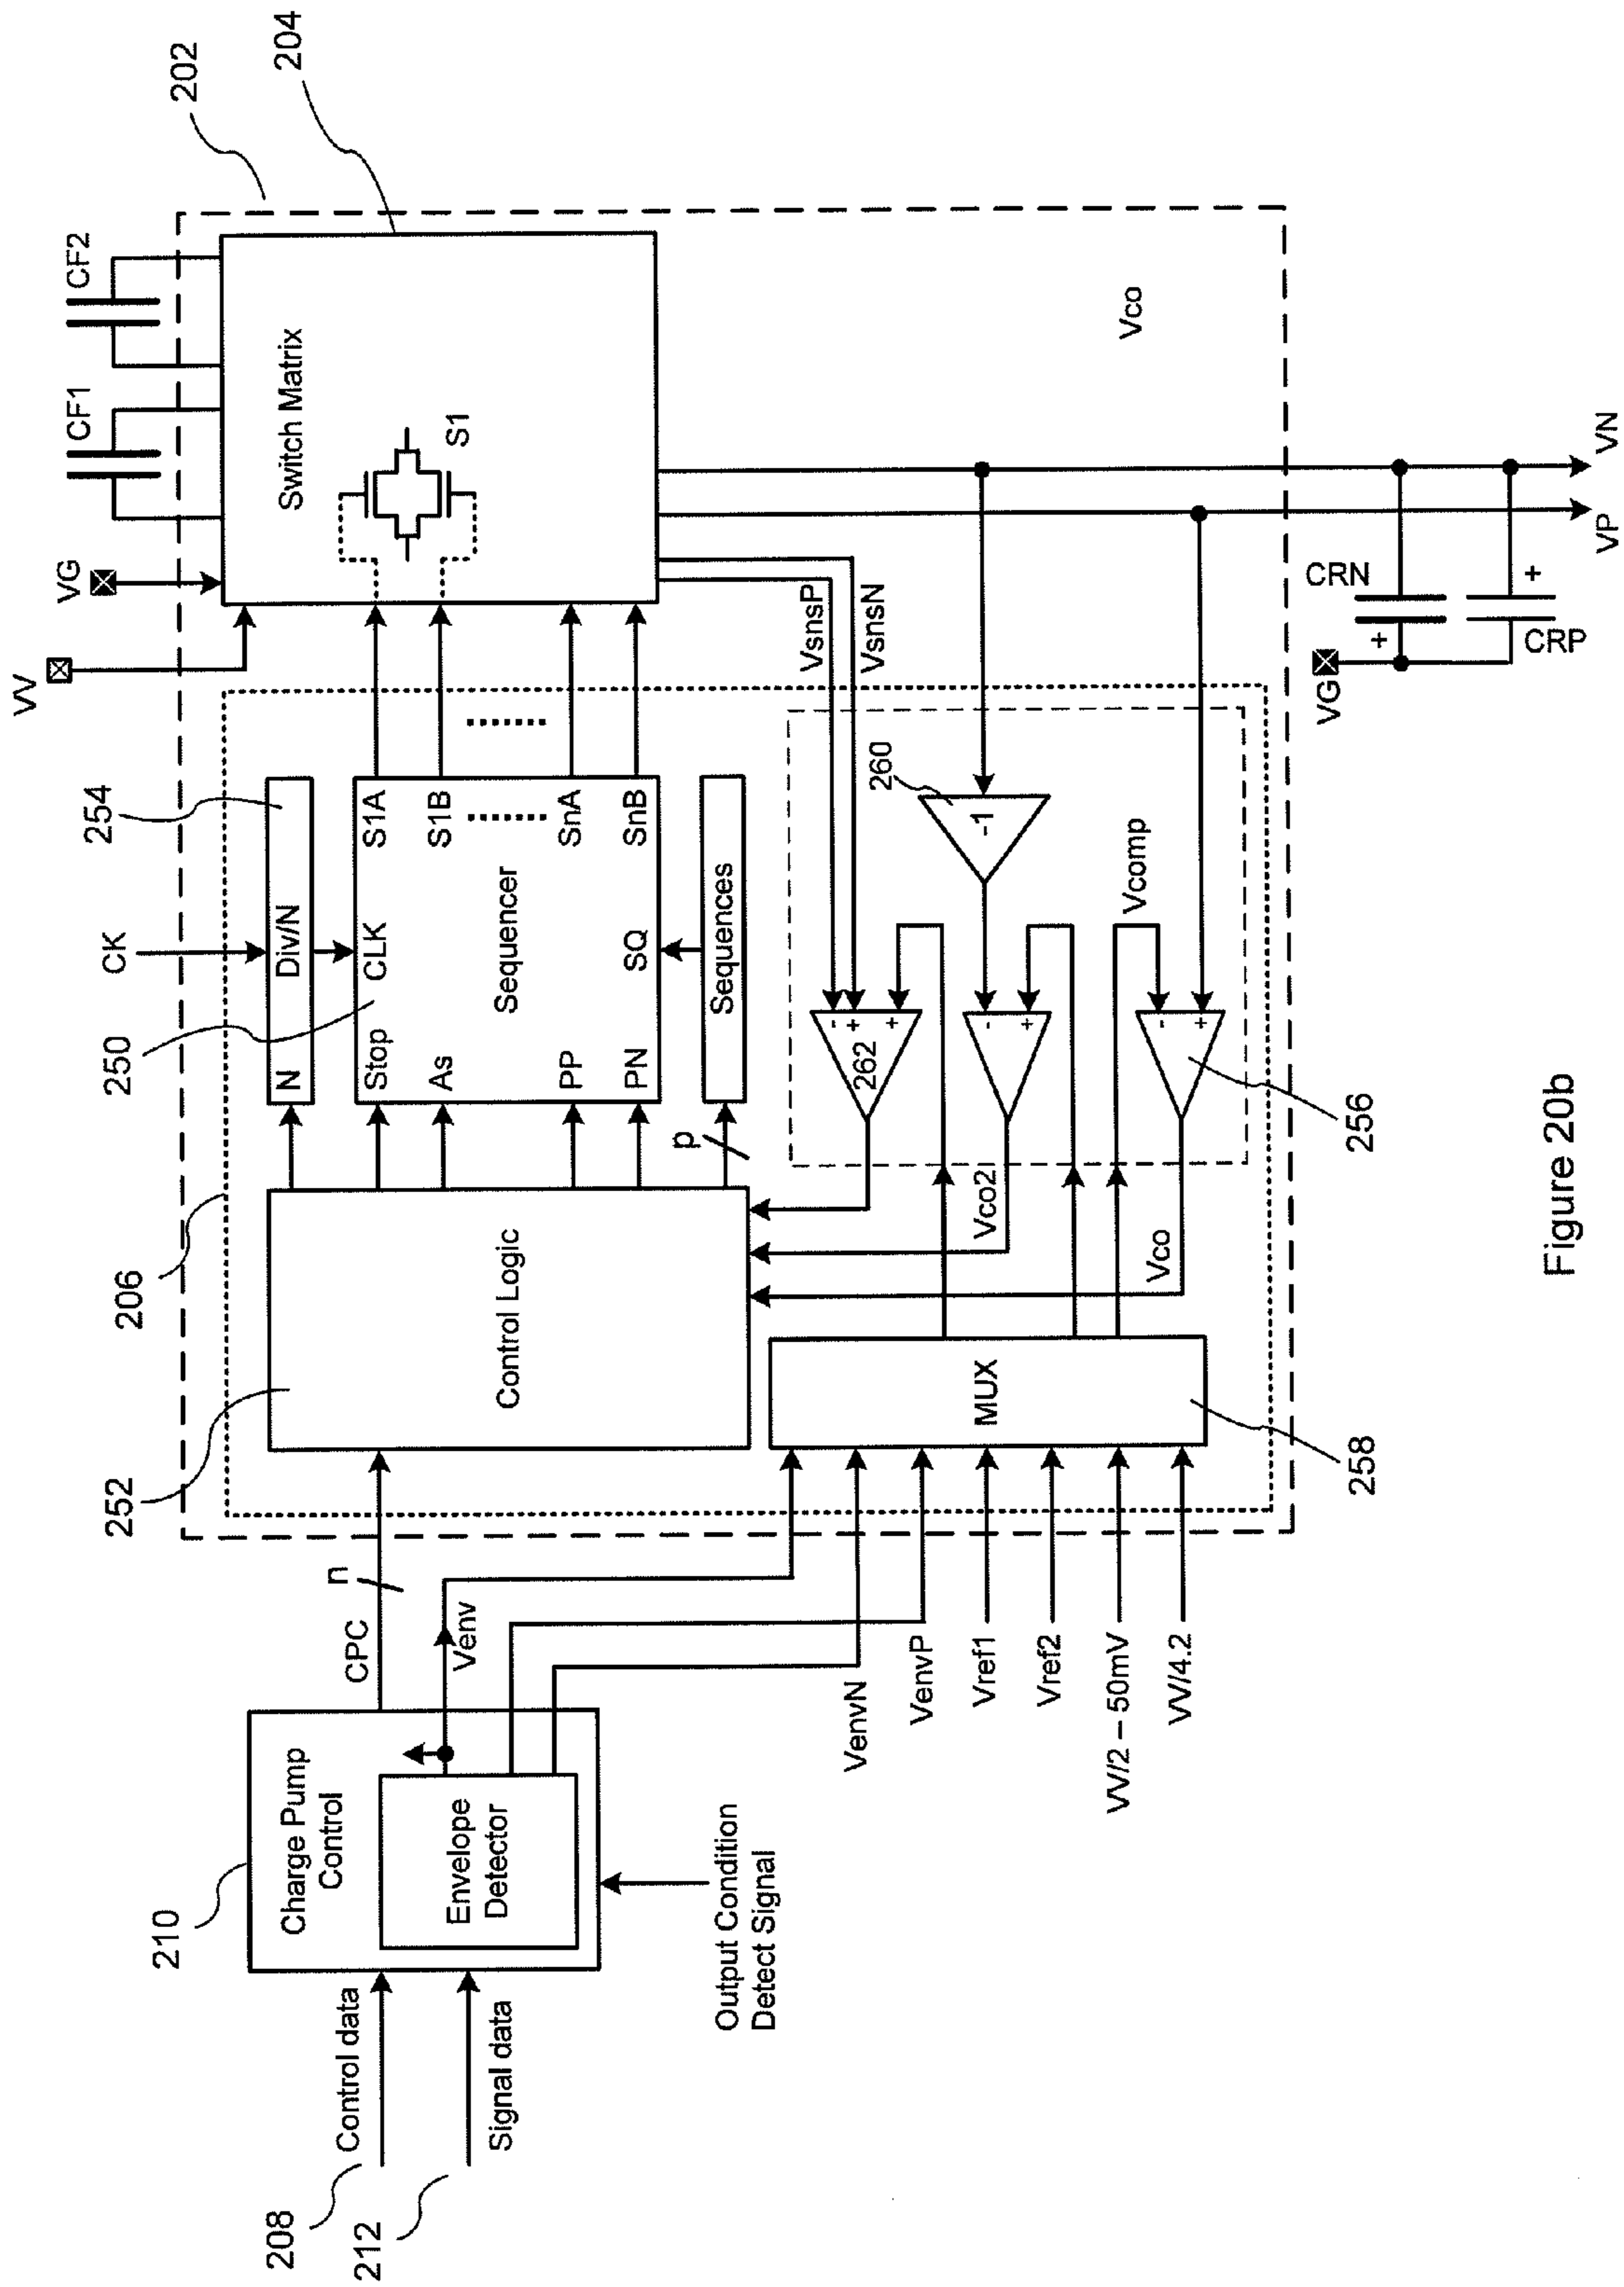 202
204
CF1
CF2
VG
VV
Switch Matrix
S1
Vco
206
254
CK
N
Div/N
250
Stop
CLK
S1A
As
S1B
Sequencer
PP
SnA
PN
SQ
SnB
Sequences
p
VsnsP
VsnsN
252
Control Logic
260
-1
262
-
+
+
-
+
-
+
Vcomp
256
Vco2
Vco
MUX
258
VN
VP
CRN
+
+
CRP
VG
210
Charge Pump
Control
Envelope
Detector
CPC
n
Venv
VenvN
VenvP
Vref1
Vref2
VV/2 – 50mV
VV/4.2
208
Control data
212
Signal data
Output Condition
Detect Signal
Figure 20b